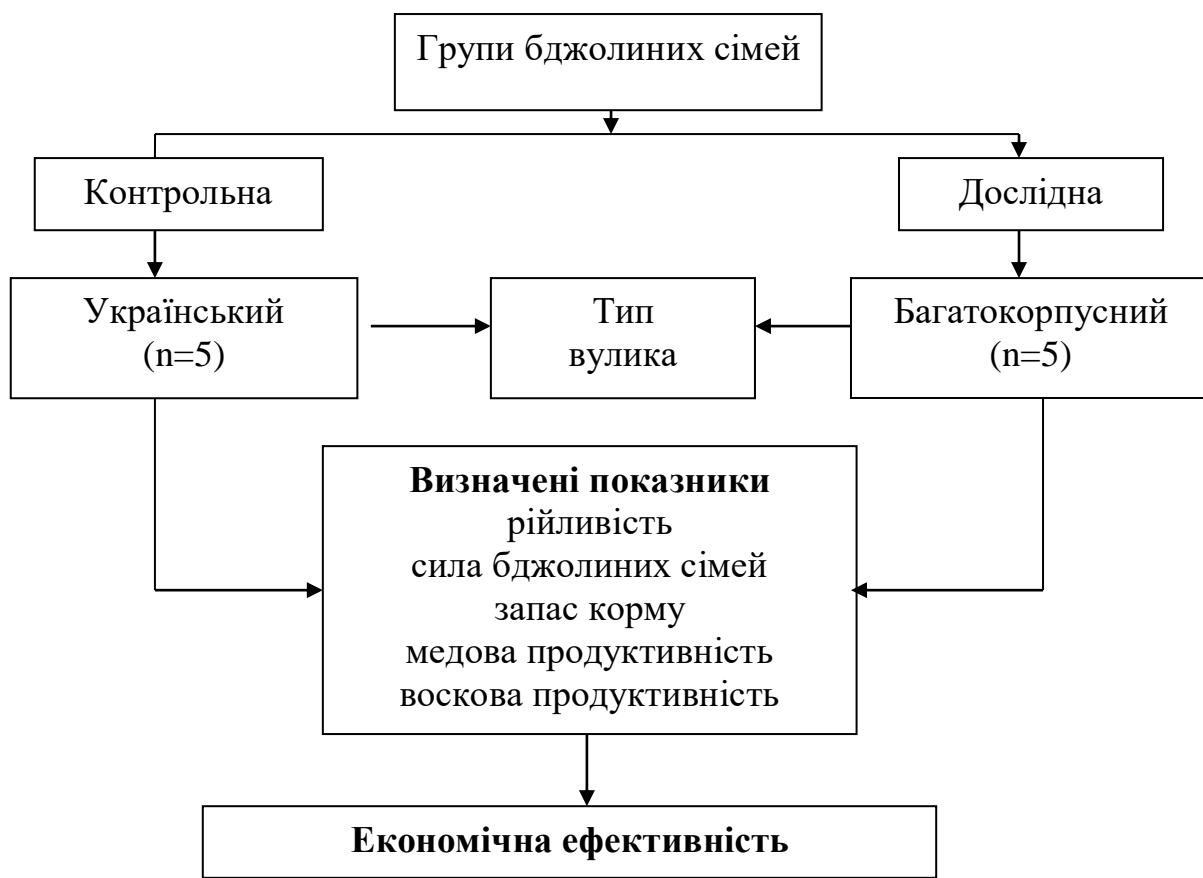 Групи бджолиних сімей
Контрольна
Дослідна
Український
(n=5)
Тип
вулика
Багатокорпусний
(n=5)
Визначені показники
рійливість
сила бджолиних сімей
запас корму
медова продуктивність
воскова продуктивність
Економічна ефективність